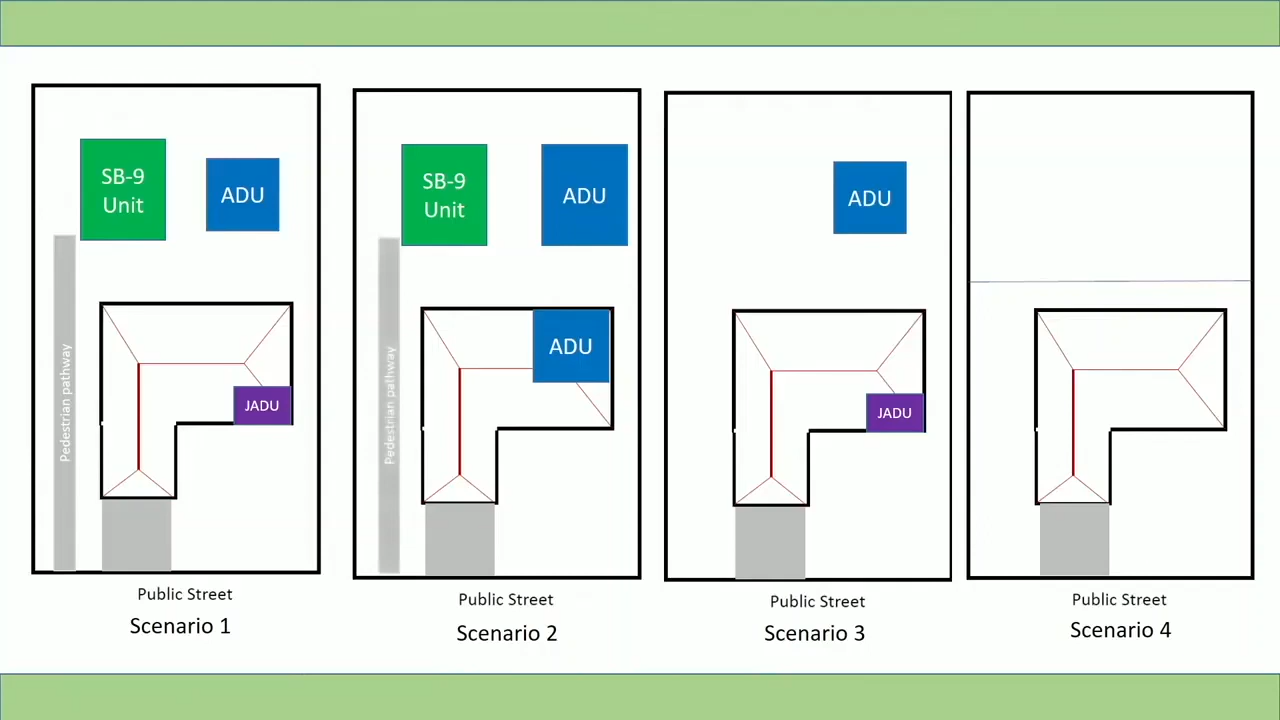 SB-9
Unit
ADU
Pedestrian pathway
JADU
Public Street
Scenario 1
SB-9
Unit
ADU
ADU
Pedestrian pathway
Public Street
Scenario 2
ADU
JADU
Public Street
Scenario 3
Public Street
Scenario 4